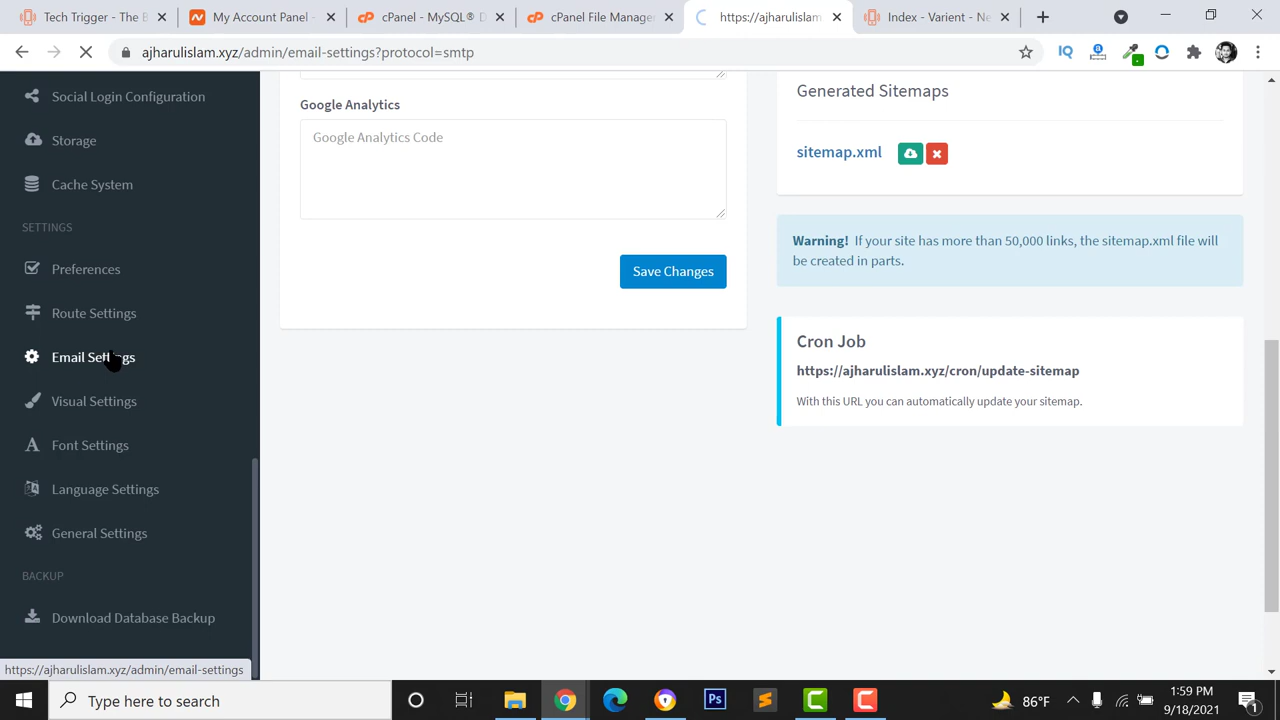 Tech Trigger - The B
My Account Panel -
cPanel - MySQL® D
cPanel File Manage
https://ajharulislam
Index - Varient - Ne
ajharulislam.xyz/admin/email-settings?protocol=smtp
IQ
Social Login Configuration
Storage
Cache System
SETTINGS
Preferences
Route Settings
Email Settings
Visual Settings
Font Settings
Language Settings
General Settings
BACKUP
Download Database Backup
https://ajharulislam.xyz/admin/email-settings
Google Analytics
Google Analytics Code
Save Changes
Generated Sitemaps
sitemap.xml
Warning! If your site has more than 50,000 links, the sitemap.xml file will
be created in parts.
Cron Job
https://ajharulislam.xyz/cron/update-sitemap
With this URL you can automatically update your sitemap.
Type here to search
Ps
86°F
1:59 PM
9/18/2021
1